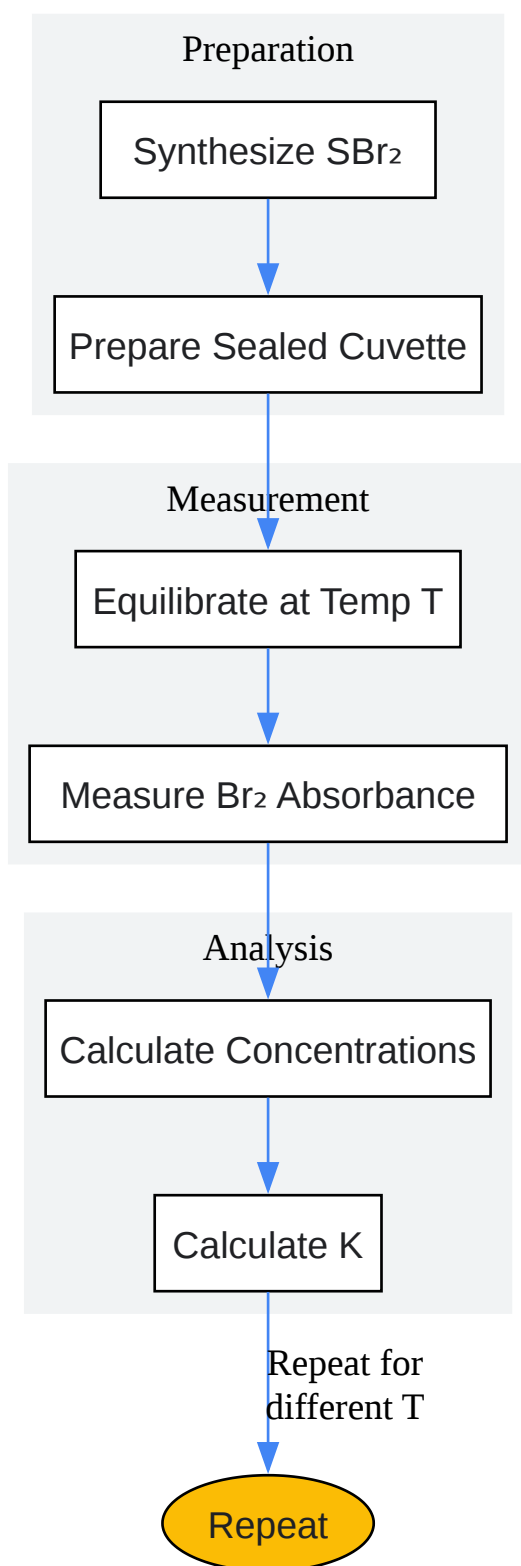 Preparation
Synthesize SBr₂
Prepare Sealed Cuvette
Measurement
Equilibrate at Temp T
Measure Br₂ Absorbance
Analysis
Calculate Concentrations
Calculate K
Repeat for
different T
Repeat